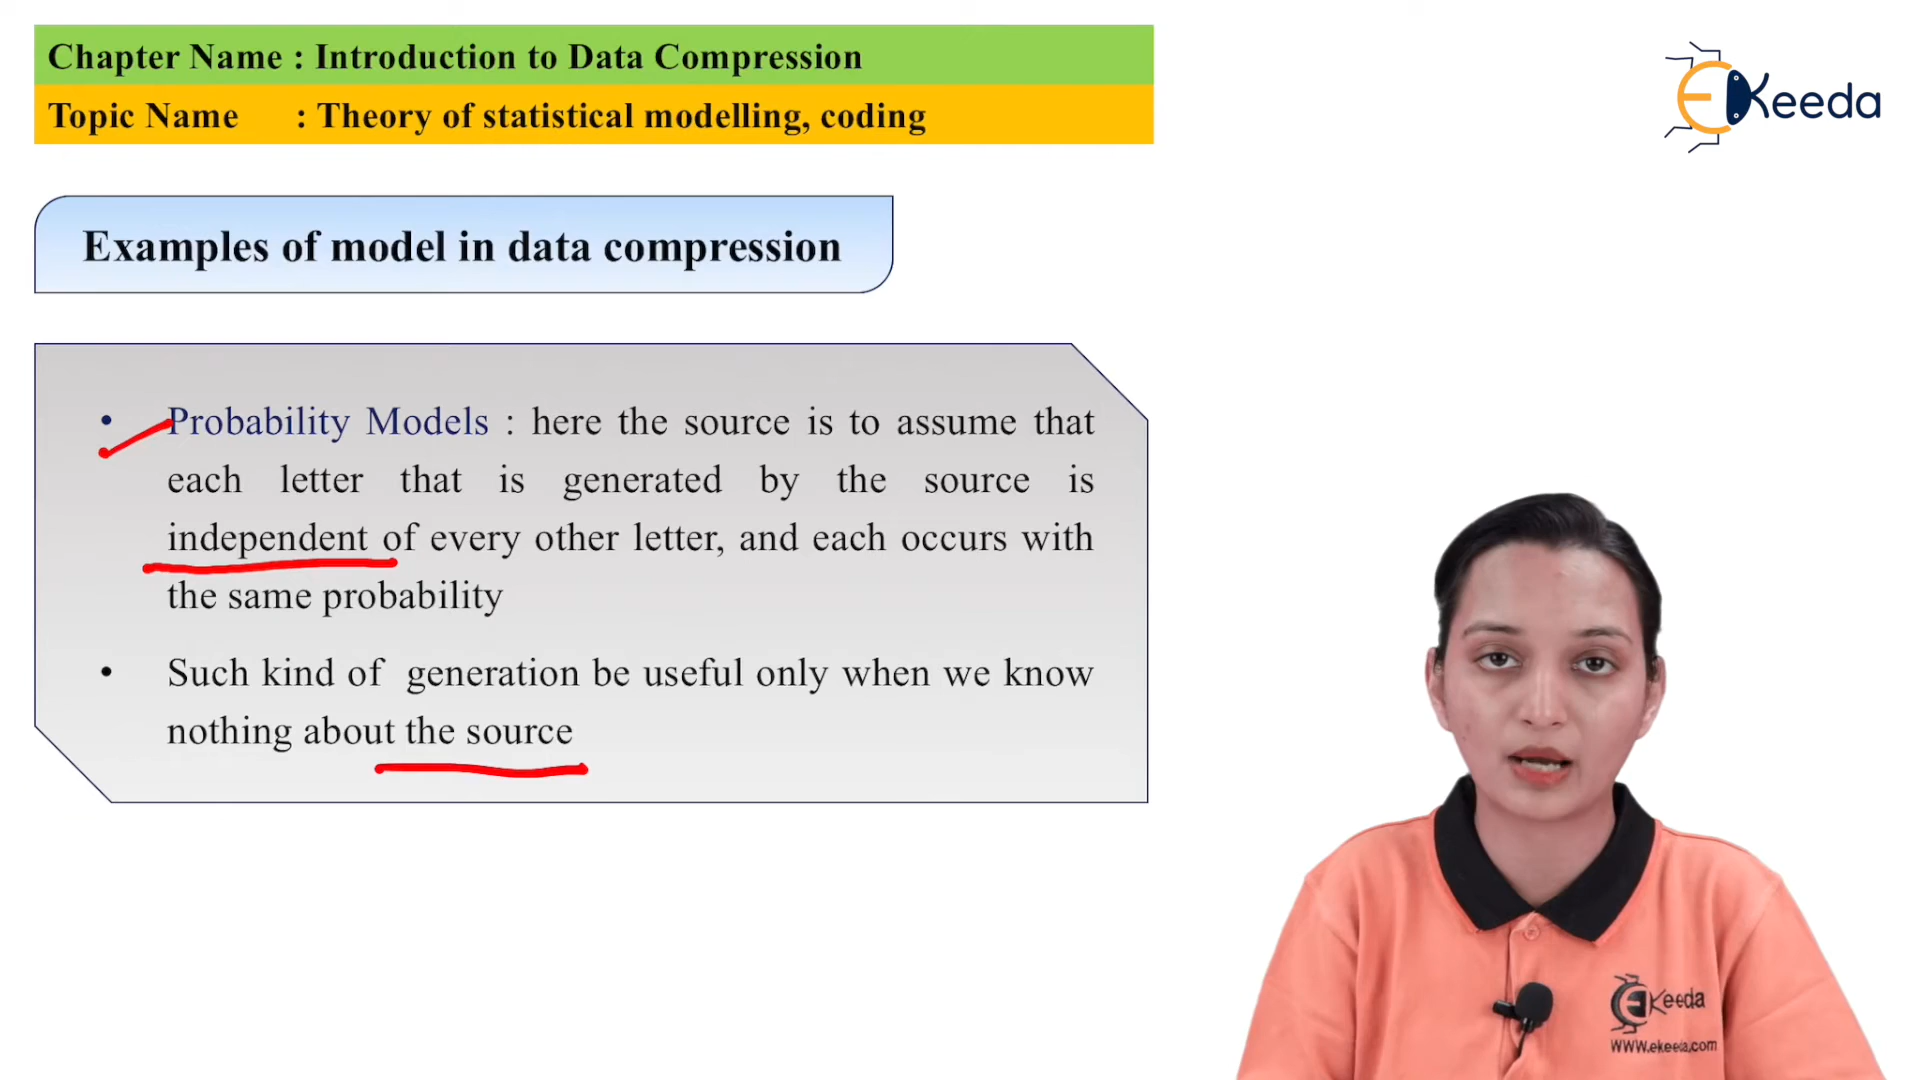 Chapter Name : Introduction to Data Compression
Topic Name : Theory of statistical modelling, coding
Ekeeda
Examples of model in data compression
• Probability Models : here the source is to assume that
each letter that is generated by the source is
independent of every other letter, and each occurs with
the same probability
• Such kind of generation be useful only when we know
nothing about the source
Ekeeda
WWW.ekeeda.com